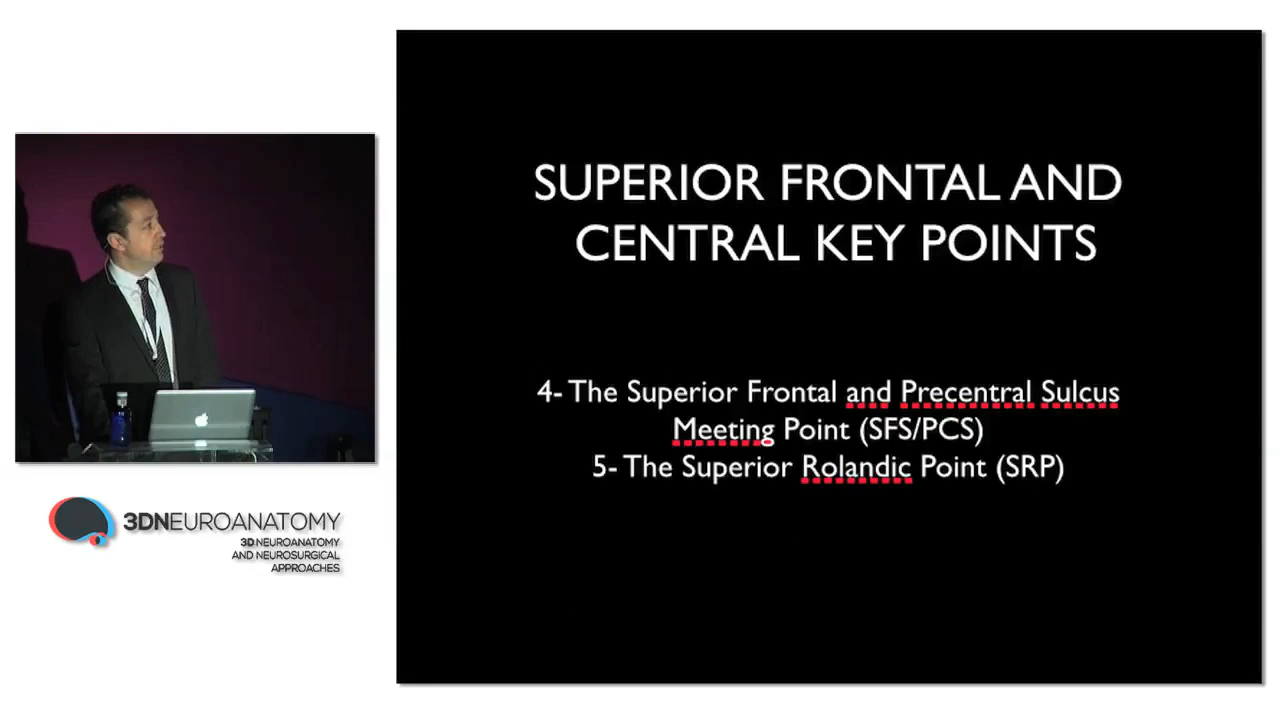 SUPERIOR FRONTAL AND
CENTRAL KEY POINTS
4- The Superior Frontal and Precentral Sulcus
Meeting Point (SFS/PCS)
5- The Superior Rolandic Point (SRP)
3DNEUROANATOMY
3D NEUROANATOMY
AND NEUROSURGICAL
APPROACHES